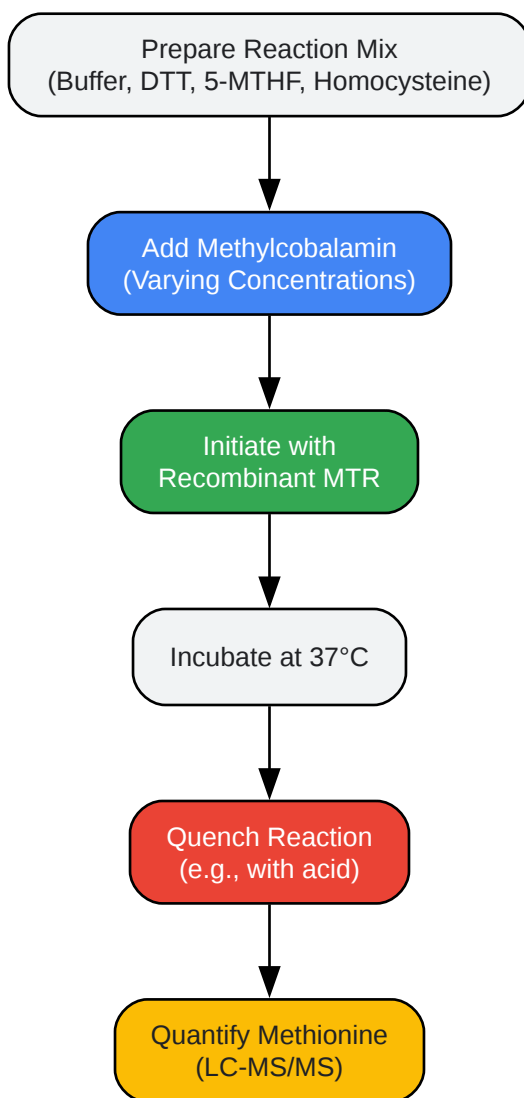 Prepare Reaction Mix
(Buffer, DTT, 5-MTHF, Homocysteine)
Add Methylcobalamin
(Varying Concentrations)
Initiate with
Recombinant MTR
Incubate at 37°C
Quench Reaction
(e.g., with acid)
Quantify Methionine
(LC-MS/MS)